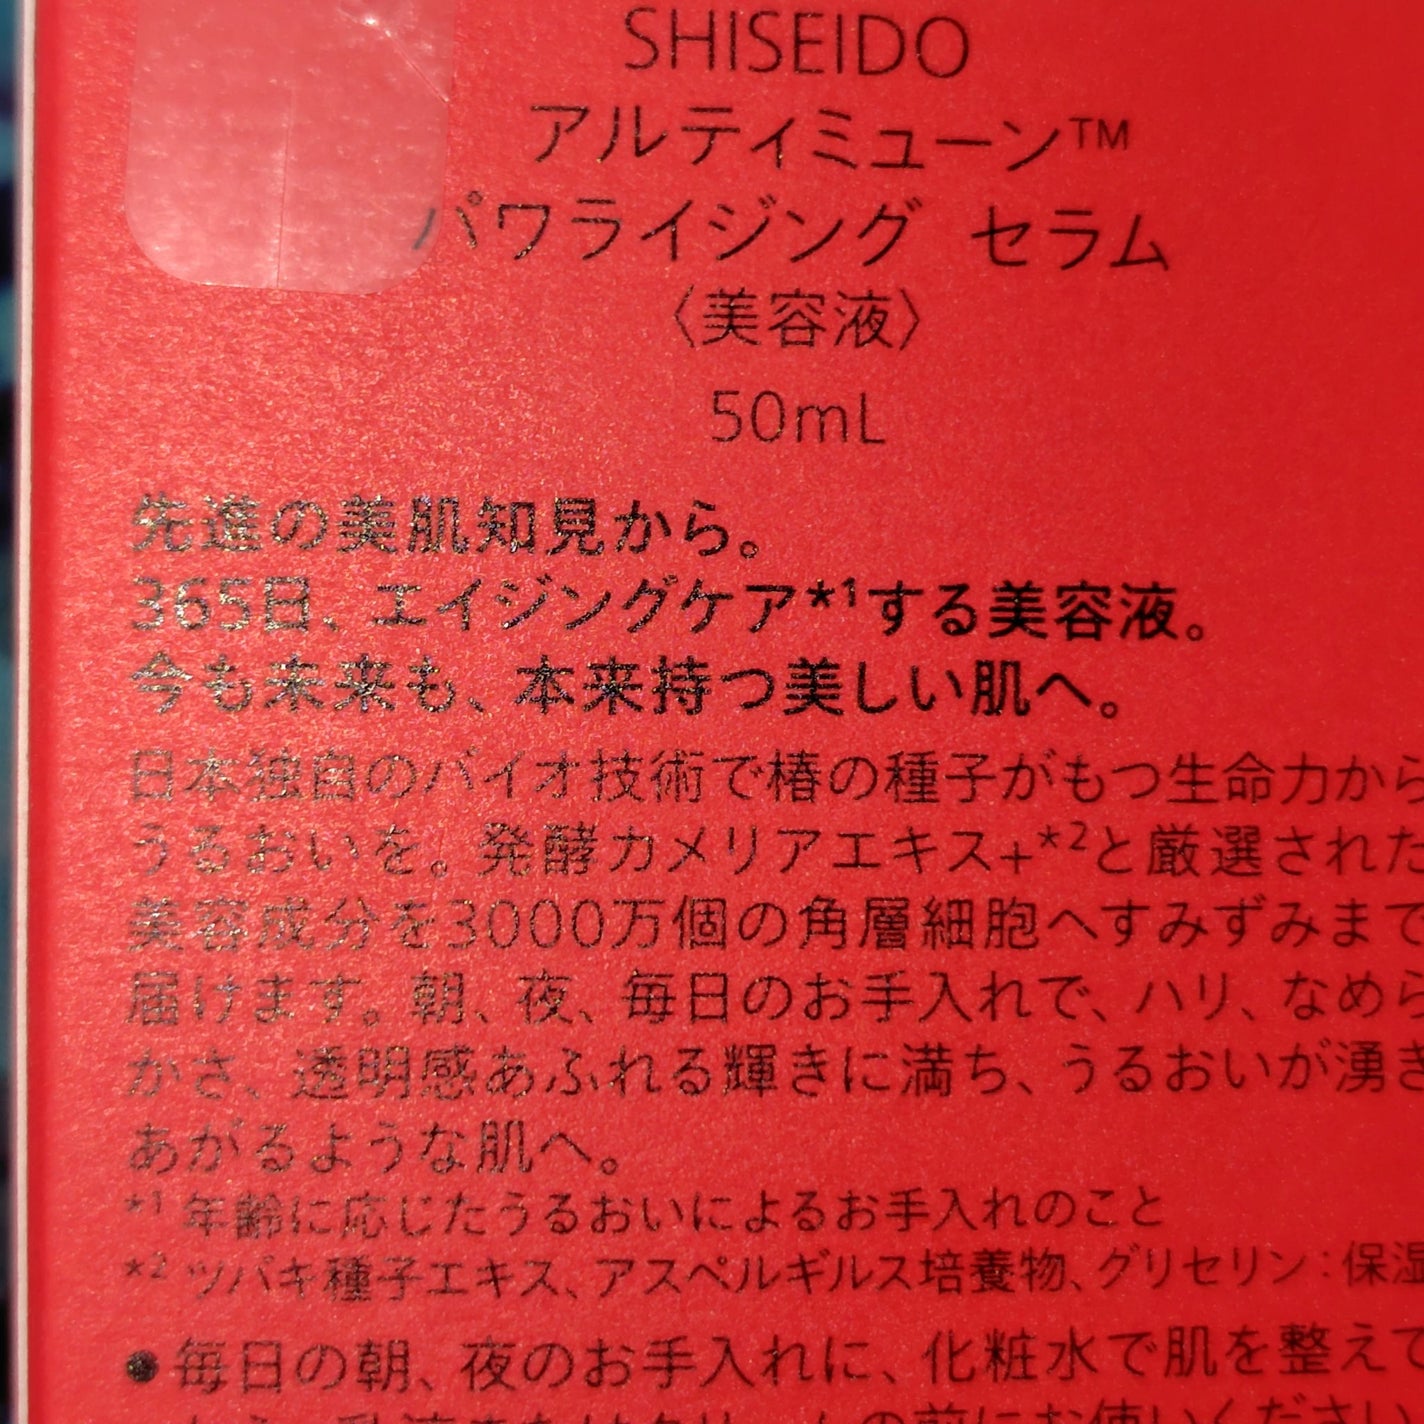 SHISEIDO
アルティミューン™
パワライジング セラム
〈美容液〉
50mL
先進の美肌知見から。
365日、エイジングケア*1する美容液。
今も未来も、本来持つ美しい肌へ。
日本独自のバイオ技術で椿の種子がもつ生命力から
うるおいを。発酵カメリアエキス+*2と厳選された
美容成分を3000万個の角層細胞へすみずみまで
届けます。朝、夜、毎日のお手入れで、ハリ、なめら
かさ、透明感あふれる輝きに満ち、うるおいが湧き
あがるような肌へ。
*1 年齢に応じたうるおいによるお手入れのこと
*2 ツバキ種子エキス、アスペルギルス培養物、グリセリン：保湿
●毎日の朝、夜のお手入れに、化粧水で肌を整えて
の前にお使いください